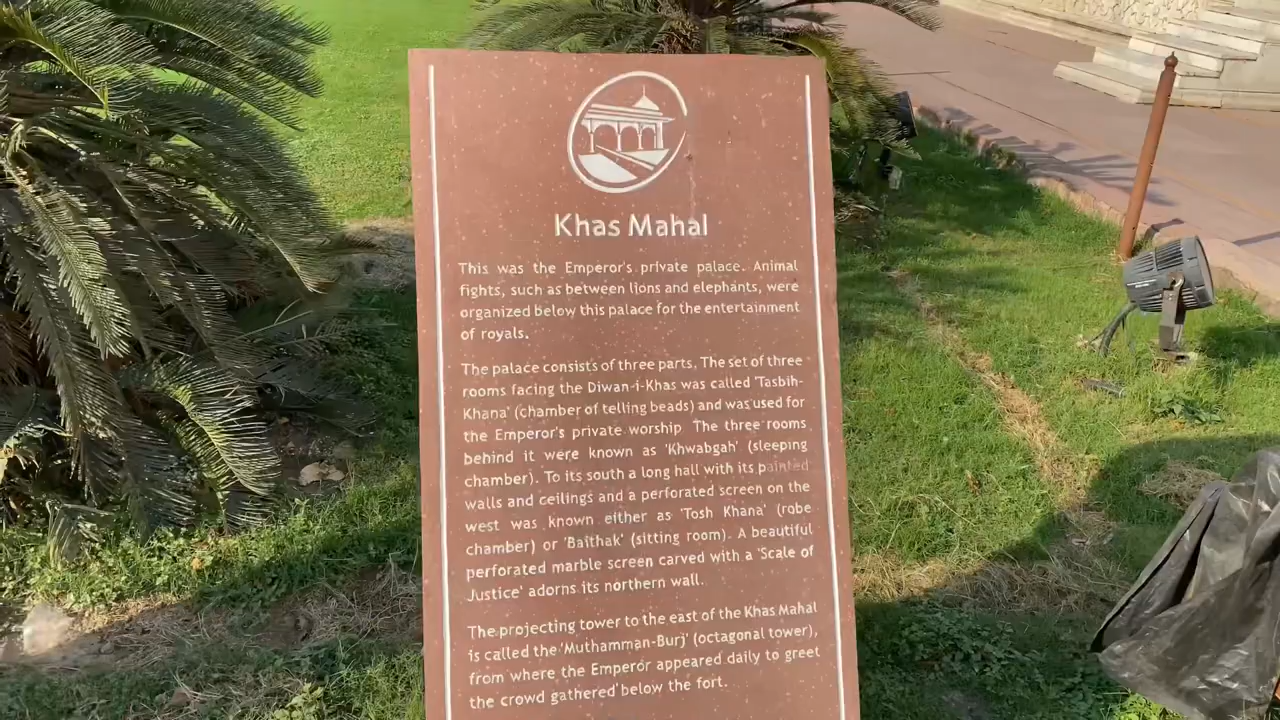 Khas Mahal
This was the Emperor's private palace. Animal
fights, such as between lions and elephants, were
organized below this palace for the entertainment
of royals.
The palace consists of three parts. The set of three
rooms facing the Diwan-i-Khas was called 'Tasbih-
Khana' (chamber of telling beads) and was used for
the Emperor's private worship. The three rooms
behind it were known as 'Khwabgah' (sleeping
chamber). To its south a long hall with its painted
walls and ceilings and a perforated screen on the
west was known either as 'Tosh Khana' (robe
chamber) or 'Baithak' (sitting room). A beautiful
perforated marble screen carved with a 'Scale of
Justice' adorns its northern wall.
The projecting tower to the east of the Khas Mahal
is called the 'Muthamman-Burj' (octagonal tower),
from where the Emperor appeared daily to greet
the crowd gathered below the fort.